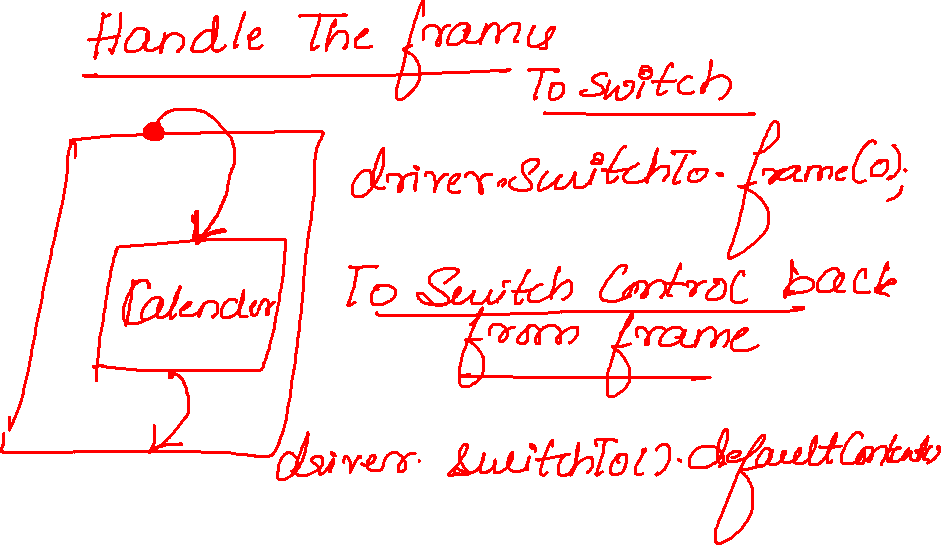 Handle The frames
To switch
driver.switchTo.frame(0);
Calender
To Switch Control back
from frame
driver.switchTo().defaultContent